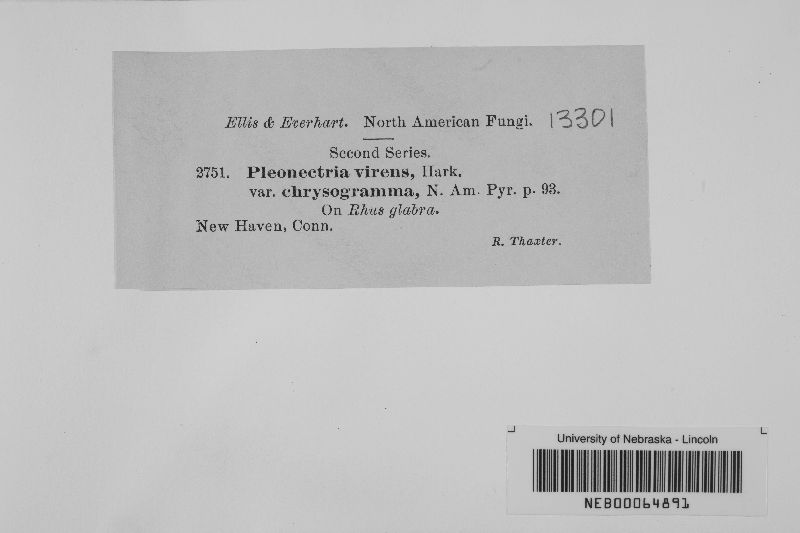 Ellis & Everhart. North American Fungi. 13301
Second Series.
2751. Pleonectria virens, Hark.
var. chrysogramma, N. Am. Pyr. p. 93.
On Rhus glabra.
New Haven, Conn.
R. Thaxter.
University of Nebraska - Lincoln
NEB00064891